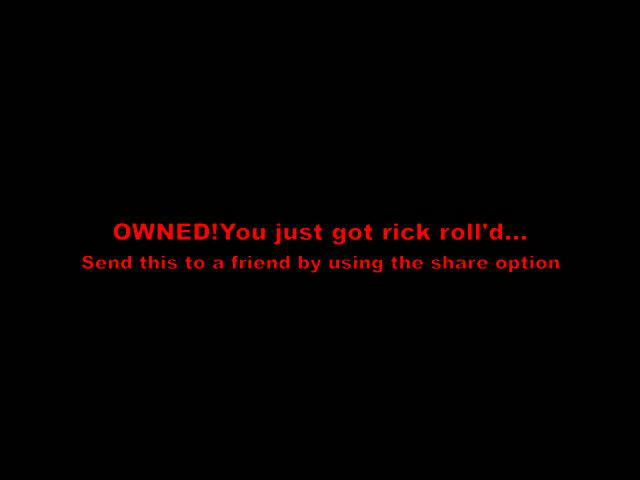 OWNED!You just got rick roll'd...
Send this to a friend by using the share option